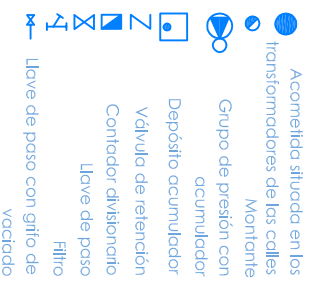 Acometida situada en los
transformadores de las calles
Montante
Grupo de presión con
acumulador
Depósito acumulador
Válvula de retención
Contador divisionario
Llave de paso
Filtro
Llave de paso con grifo de
vaciado